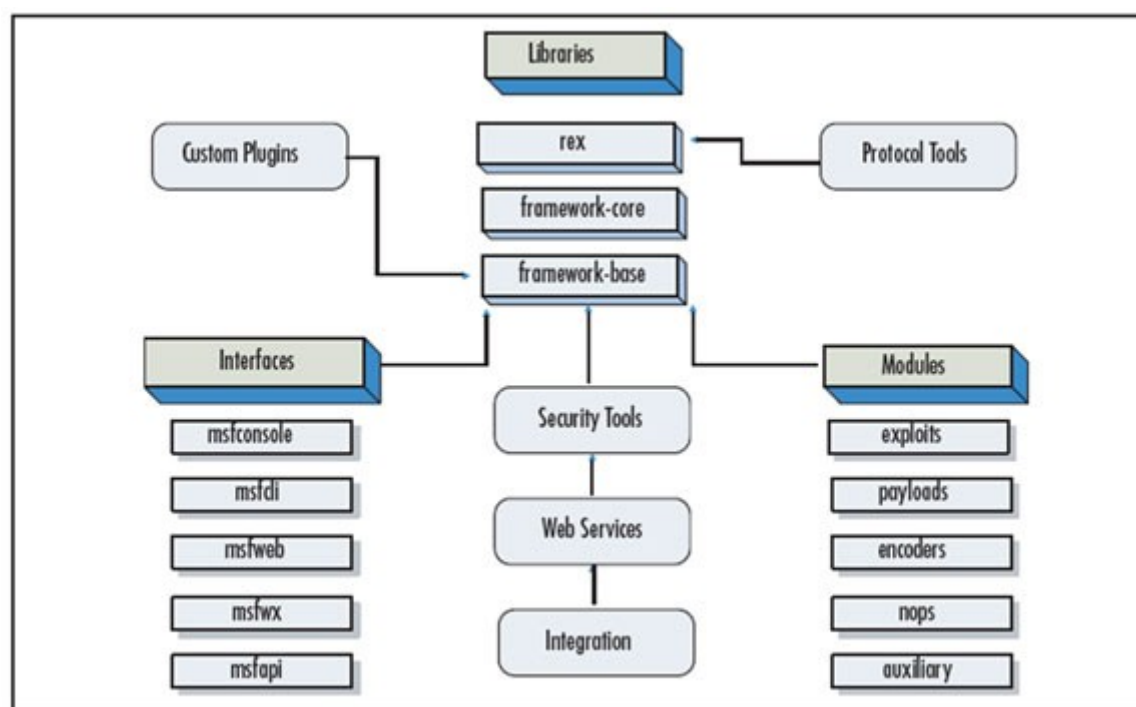 Libraries
Custom Plugins
rex
Protocol Tools
framework-core
framework-base
Interfaces
Modules
msfconsole
Security Tools
exploits
msfcli
payloads
msfweb
Web Services
encoders
msfwx
nops
Integration
msfapi
auxiliary